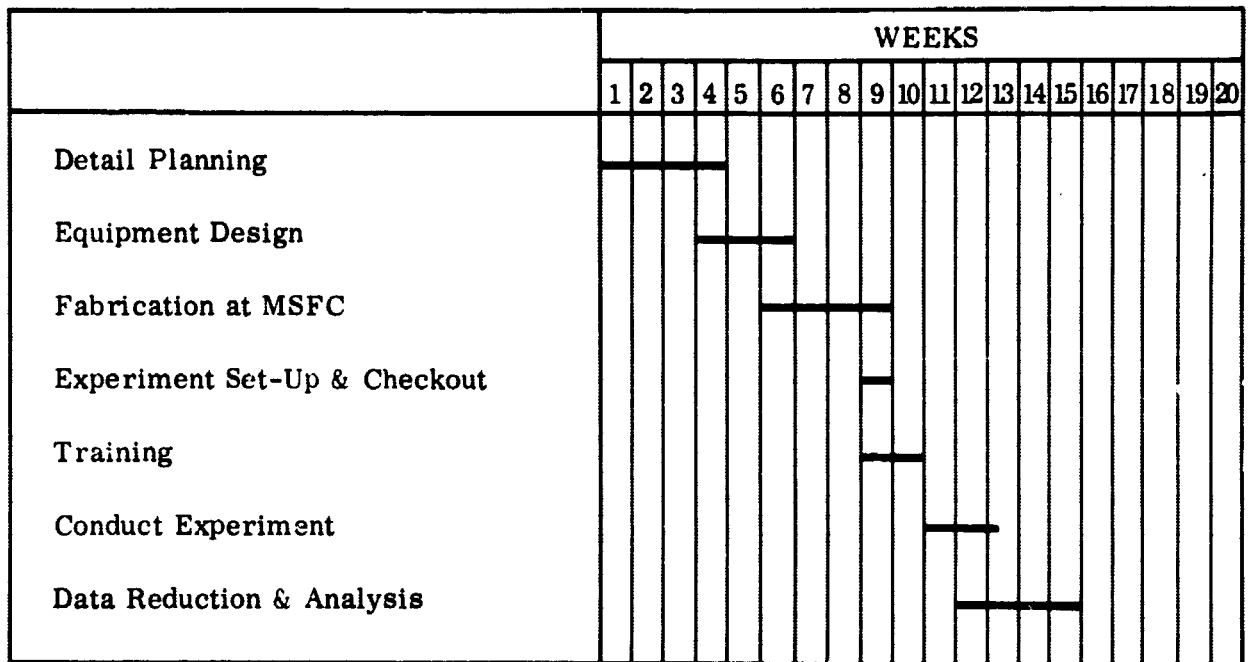 WEEKS
1 2 3 4 5 6 7 8 9 10 11 12 13 14 15 16 17 18 19 20
Detail Planning
Equipment Design
Fabrication at MSFC
Experiment Set-Up & Checkout
Training
Conduct Experiment
Data Reduction & Analysis